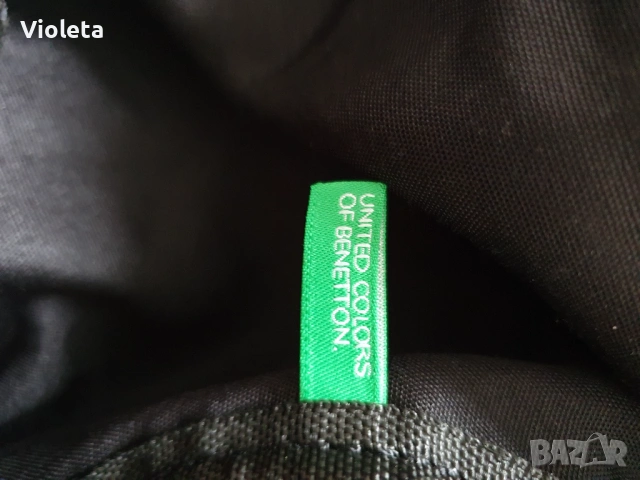 Violeta
UNITED COLORS
OF BENETTON.
BAZAR